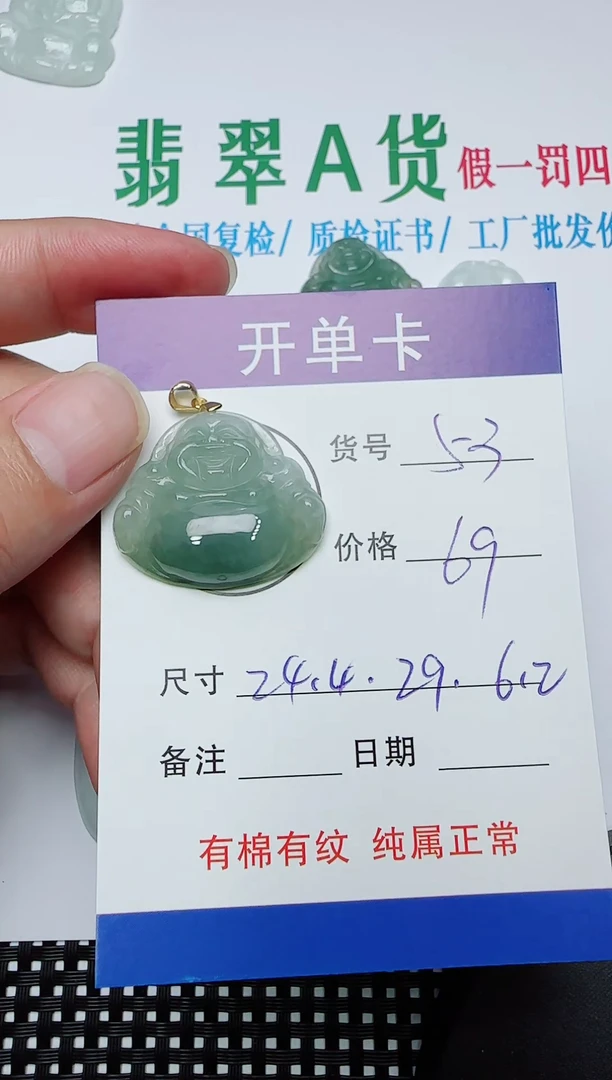 翡翠A货 假一罚四
国复检/ 质检证书/ 工厂批发价
开单卡
货号 53
价格 69
尺寸 24.4. 29. 6.2
备注 日期
有棉有纹 纯属正常